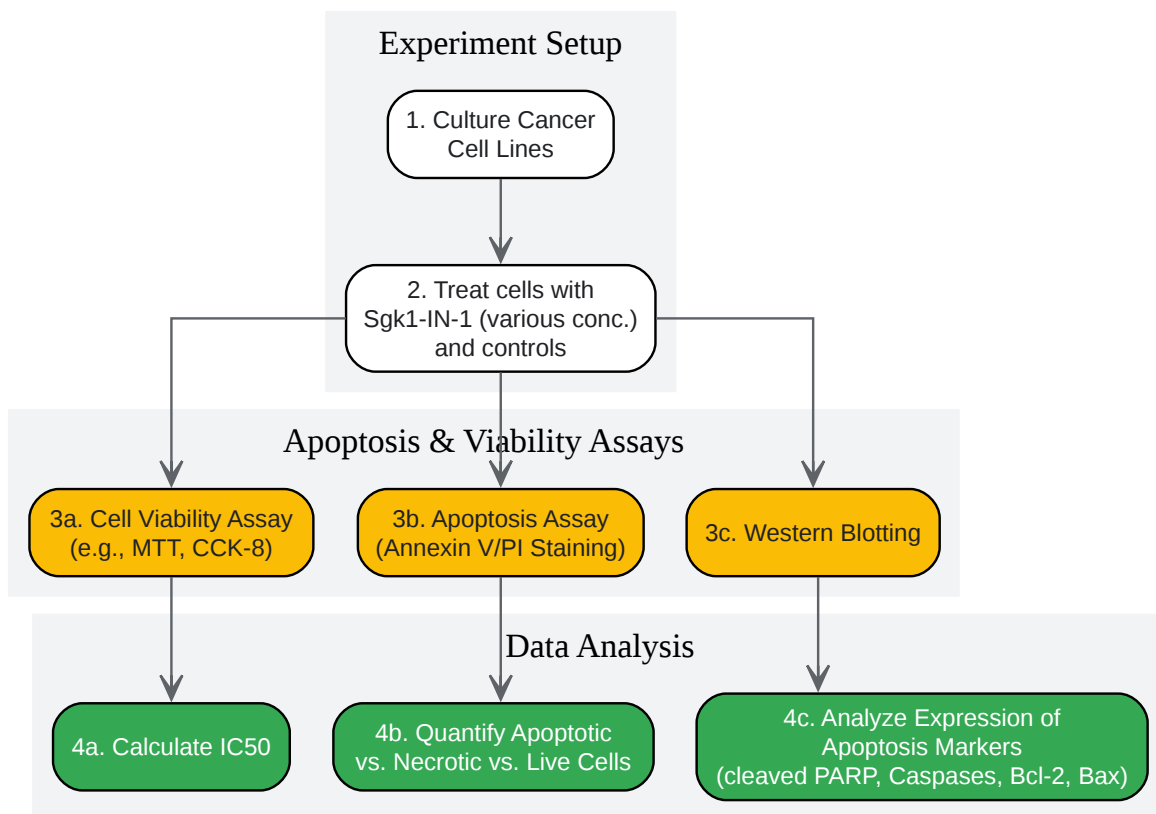 Experiment Setup
1. Culture Cancer
Cell Lines
2. Treat cells with
Sgk1-IN-1 (various conc.)
and controls
Apoptosis & Viability Assays
3a. Cell Viability Assay
(e.g., MTT, CCK-8)
3b. Apoptosis Assay
(Annexin V/PI Staining)
3c. Western Blotting
Data Analysis
4a. Calculate IC50
4b. Quantify Apoptotic
vs. Necrotic vs. Live Cells
4c. Analyze Expression of
Apoptosis Markers
(cleaved PARP, Caspases, Bcl-2, Bax)